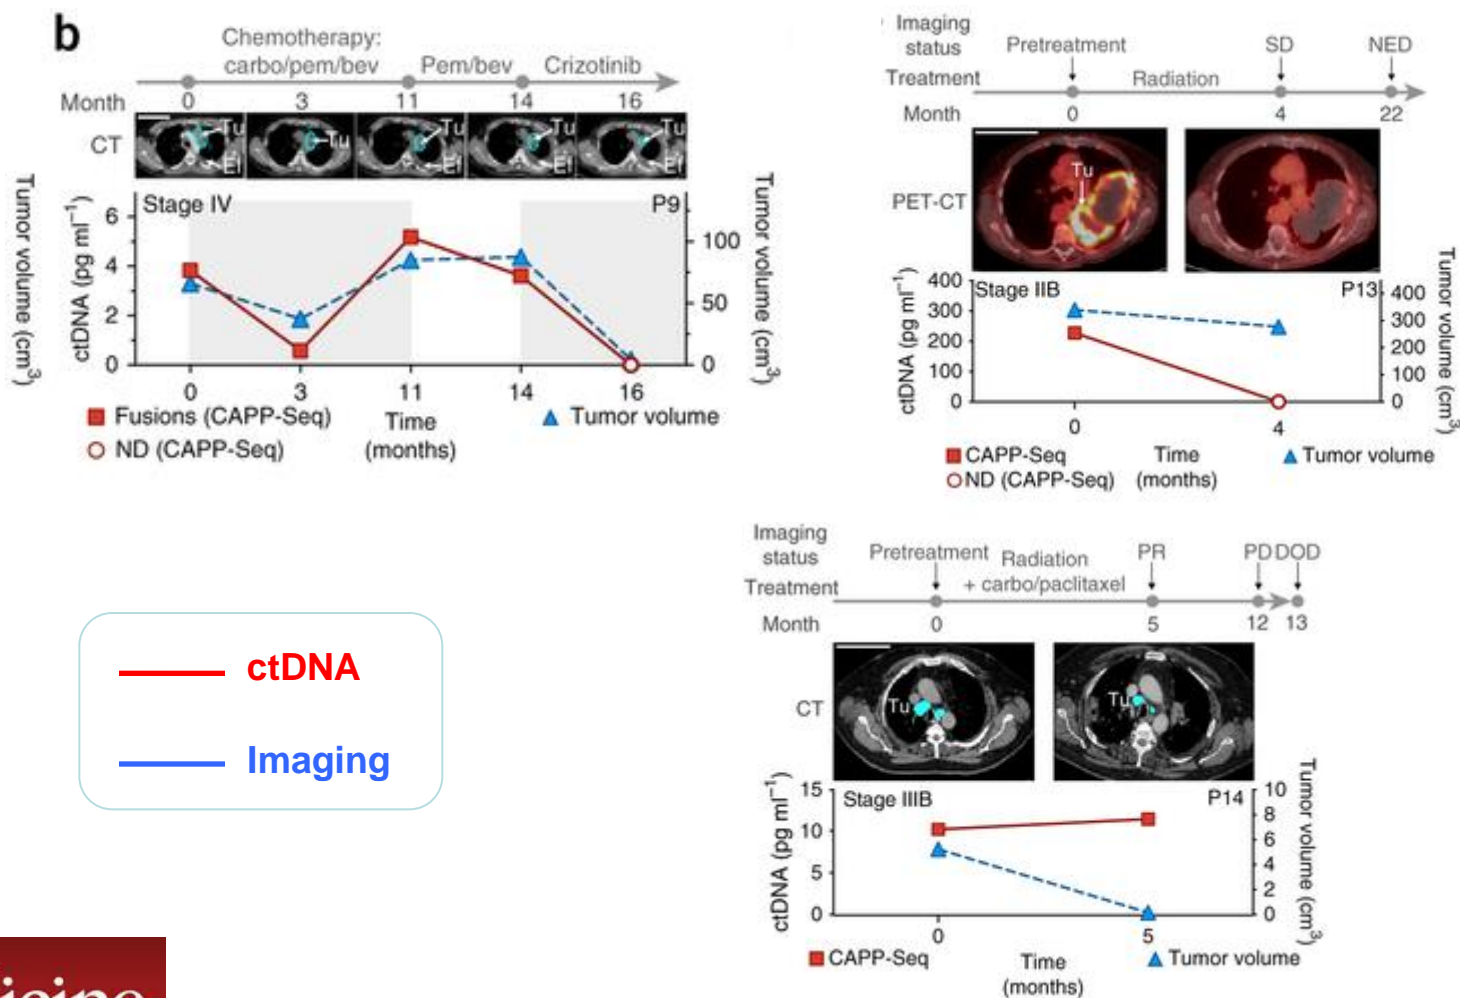 b
Chemotherapy:
carbo/pem/bev
Pem/bev
Crizotinib
Month 0 3 11 14 16
CT
Tu Tu Tu Tu Tu
Ef Ef Ef Ef
Tumor volume (cm³)
ctDNA (pg ml⁻¹)
6
4
2
0
Stage IV P9
100
50
0
Tumor volume (cm³)
0 3 11 14 16
Fusions (CAPP-Seq)
ND (CAPP-Seq)
Time
(months)
Tumor volume
Imaging
status
Pretreatment SD NED
Treatment Radiation
Month 0 4 22
PET-CT
Tu
ctDNA (pg ml⁻¹)
400
300
200
100
0
Stage IIB P13
400
300
200
100
0
Tumor volume (cm³)
0 4
CAPP-Seq
ND (CAPP-Seq)
Time
(months)
Tumor volume
Imaging
status
Pretreatment Radiation PR PD DOD
Treatment + carbo/paclitaxel
Month 0 5 12 13
CT
Tu Tu
ctDNA (pg ml⁻¹)
15
10
5
0
Stage IIIB P14
10
8
6
4
2
0
Tumor volume (cm³)
0 5
CAPP-Seq
Time
(months)
Tumor volume
ctDNA
Imaging